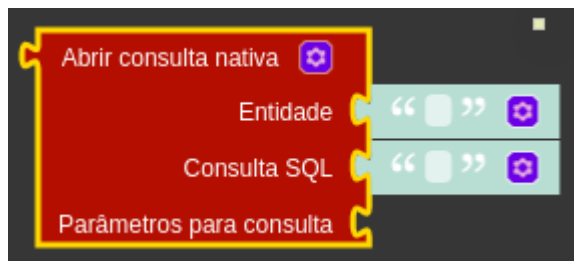 Abrir consulta nativa
Entidade “ ”
Consulta SQL “ ”
Parâmetros para consulta